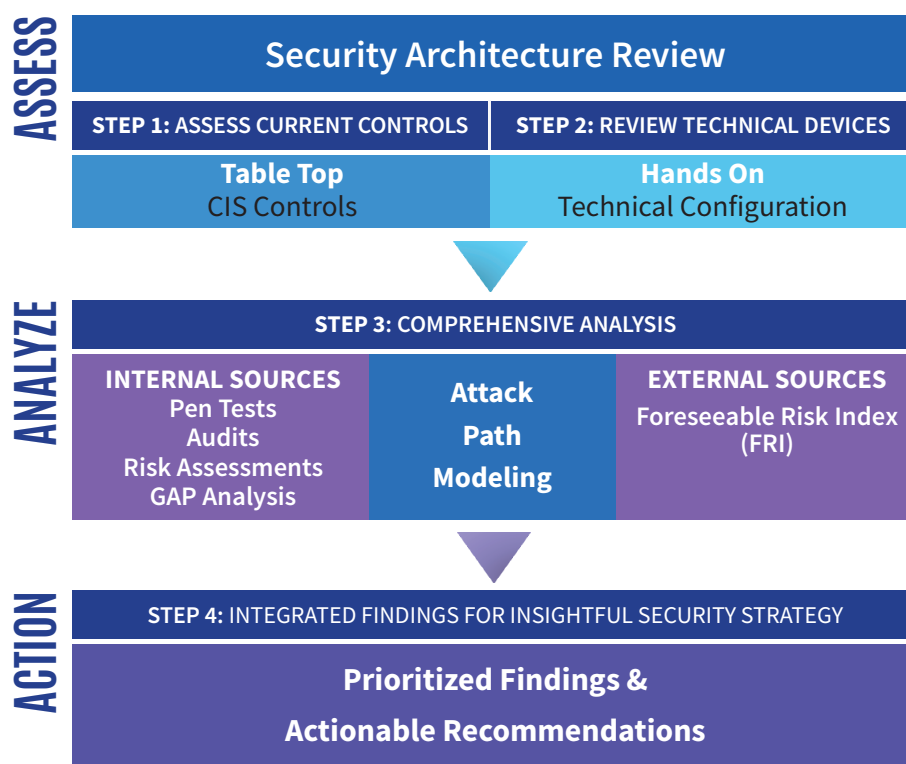 ASSESS
Security Architecture Review
STEP 1: ASSESS CURRENT CONTROLS
STEP 2: REVIEW TECHNICAL DEVICES
Table Top
CIS Controls
Hands On
Technical Configuration
ANALYZE
STEP 3: COMPREHENSIVE ANALYSIS
INTERNAL SOURCES
Pen Tests
Audits
Risk Assessments
GAP Analysis
Attack
Path
Modeling
EXTERNAL SOURCES
Foreseeable Risk Index
(FRI)
ACTION
STEP 4: INTEGRATED FINDINGS FOR INSIGHTFUL SECURITY STRATEGY
Prioritized Findings &
Actionable Recommendations